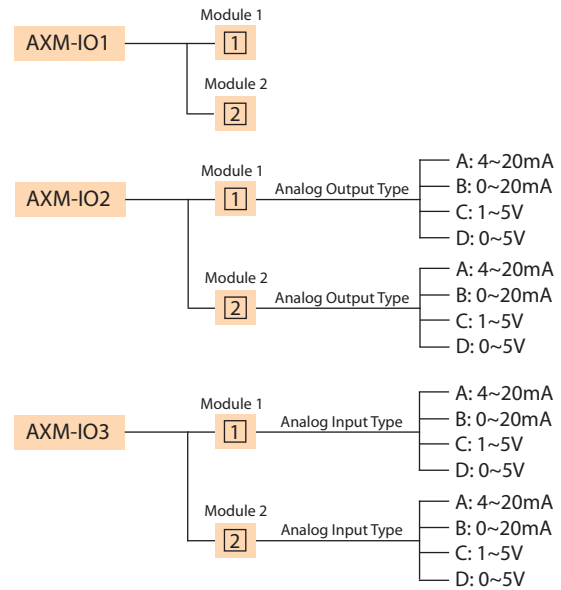 Module 1
AXM-IO1
1
Module 2
2
Module 1
AXM-IO2
1
Analog Output Type
A: 4~20mA
B: 0~20mA
C: 1~5V
D: 0~5V
Module 2
2
Analog Output Type
A: 4~20mA
B: 0~20mA
C: 1~5V
D: 0~5V
Module 1
AXM-IO3
1
Analog Input Type
A: 4~20mA
B: 0~20mA
C: 1~5V
D: 0~5V
Module 2
2
Analog Input Type
A: 4~20mA
B: 0~20mA
C: 1~5V
D: 0~5V